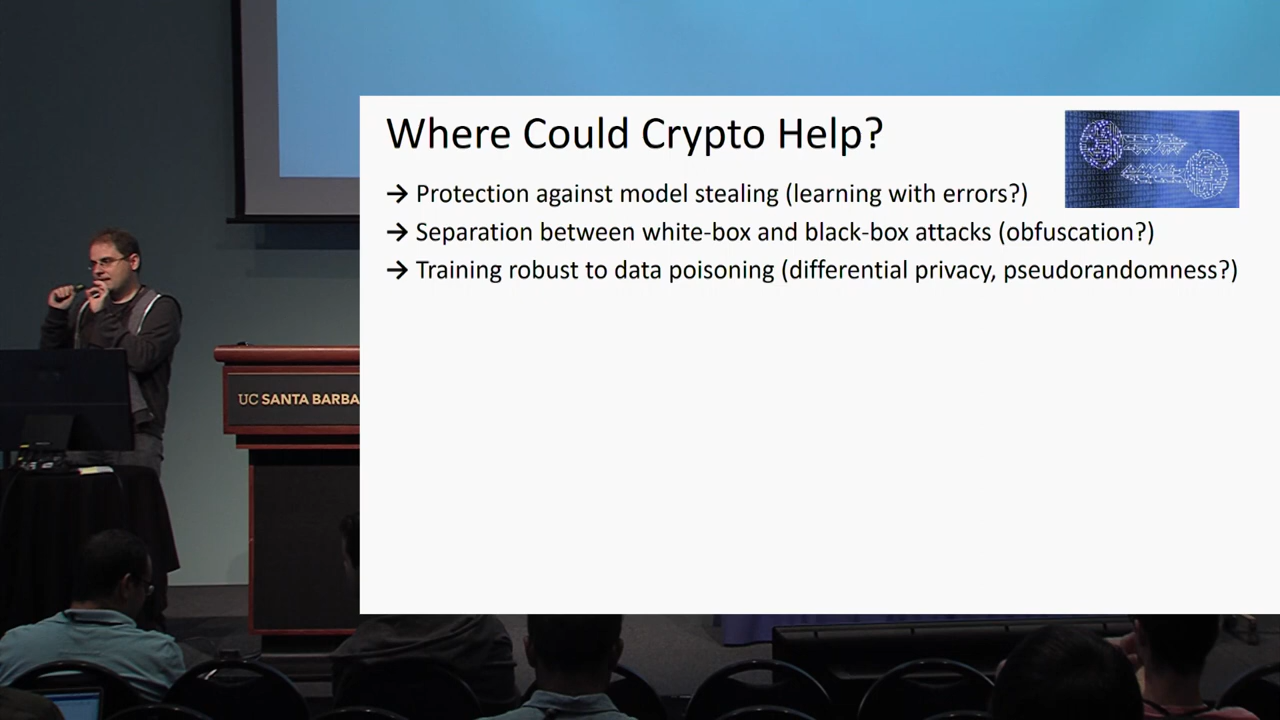 Where Could Crypto Help?
→ Protection against model stealing (learning with errors?)
→ Separation between white-box and black-box attacks (obfuscation?)
→ Training robust to data poisoning (differential privacy, pseudorandomness?)
UC SANTA BARBA